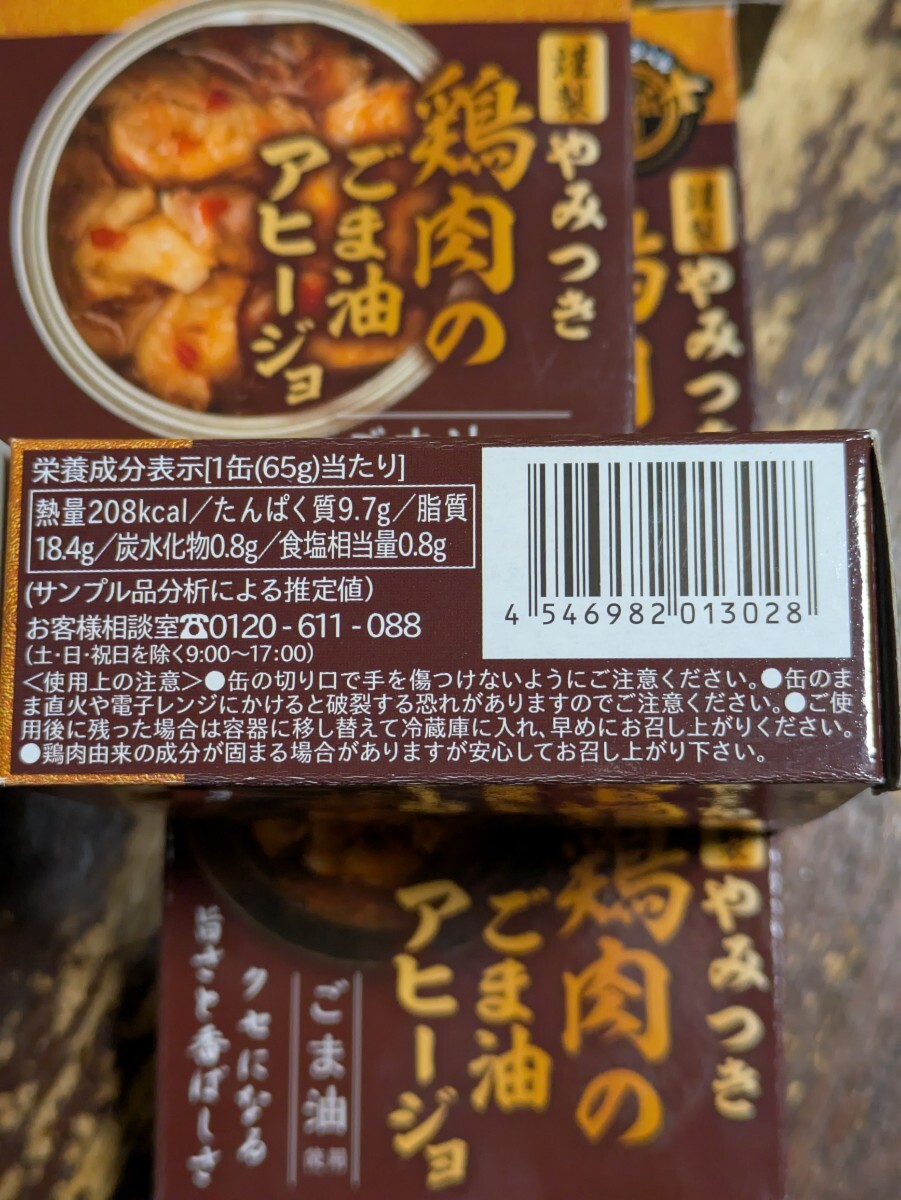 謹製
やみつき
鶏肉の
ごま油
アヒージョ
謹製
やみつき
栄養成分表示[1缶(65g)当たり]
熱量208kcal/たんぱく質9.7g/脂質
18.4g/炭水化物0.8g/食塩相当量0.8g
(サンプル品分析による推定値)
お客様相談室☎0120-611-088
(土・日・祝日を除く9:00〜17:00)
4 546982 013028
<使用上の注意>●缶の切り口で手を傷つけないようにご注意ください。●缶のま
ま直火や電子レンジにかけると破裂する恐れがありますのでご注意ください。●ご使
用後に残った場合は容器に移し替えて冷蔵庫に入れ、早めにお召し上がりください。
●鶏肉由来の成分が固まる場合がありますが安心してお召し上がり下さい。
やみつき
鶏肉の
ごま油
アヒージョ
ごま油
クセになる
旨さと香ばしさ